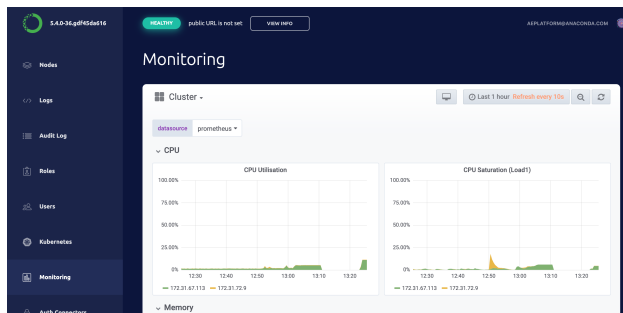 5.4.0-36.gdf45da616
HEALTHY public URL is not set VIEW INFO
AEPLATFORM@ANACONDA.COM
Nodes
Logs
Audit Log
Roles
Users
Kubernetes
Monitoring
Auth Connectors
Monitoring
Cluster
Last 1 hour Refresh every 10s
datasource prometheus
CPU
CPU Utilisation
100.00%
75.00%
50.00%
25.00%
0%
12:30 12:40 12:50 13:00 13:10 13:20
172.31.67.113 172.31.72.9
CPU Saturation (Load1)
100.00%
75.00%
50.00%
25.00%
0%
12:30 12:40 12:50 13:00 13:10 13:20
172.31.67.113 172.31.72.9
Memory